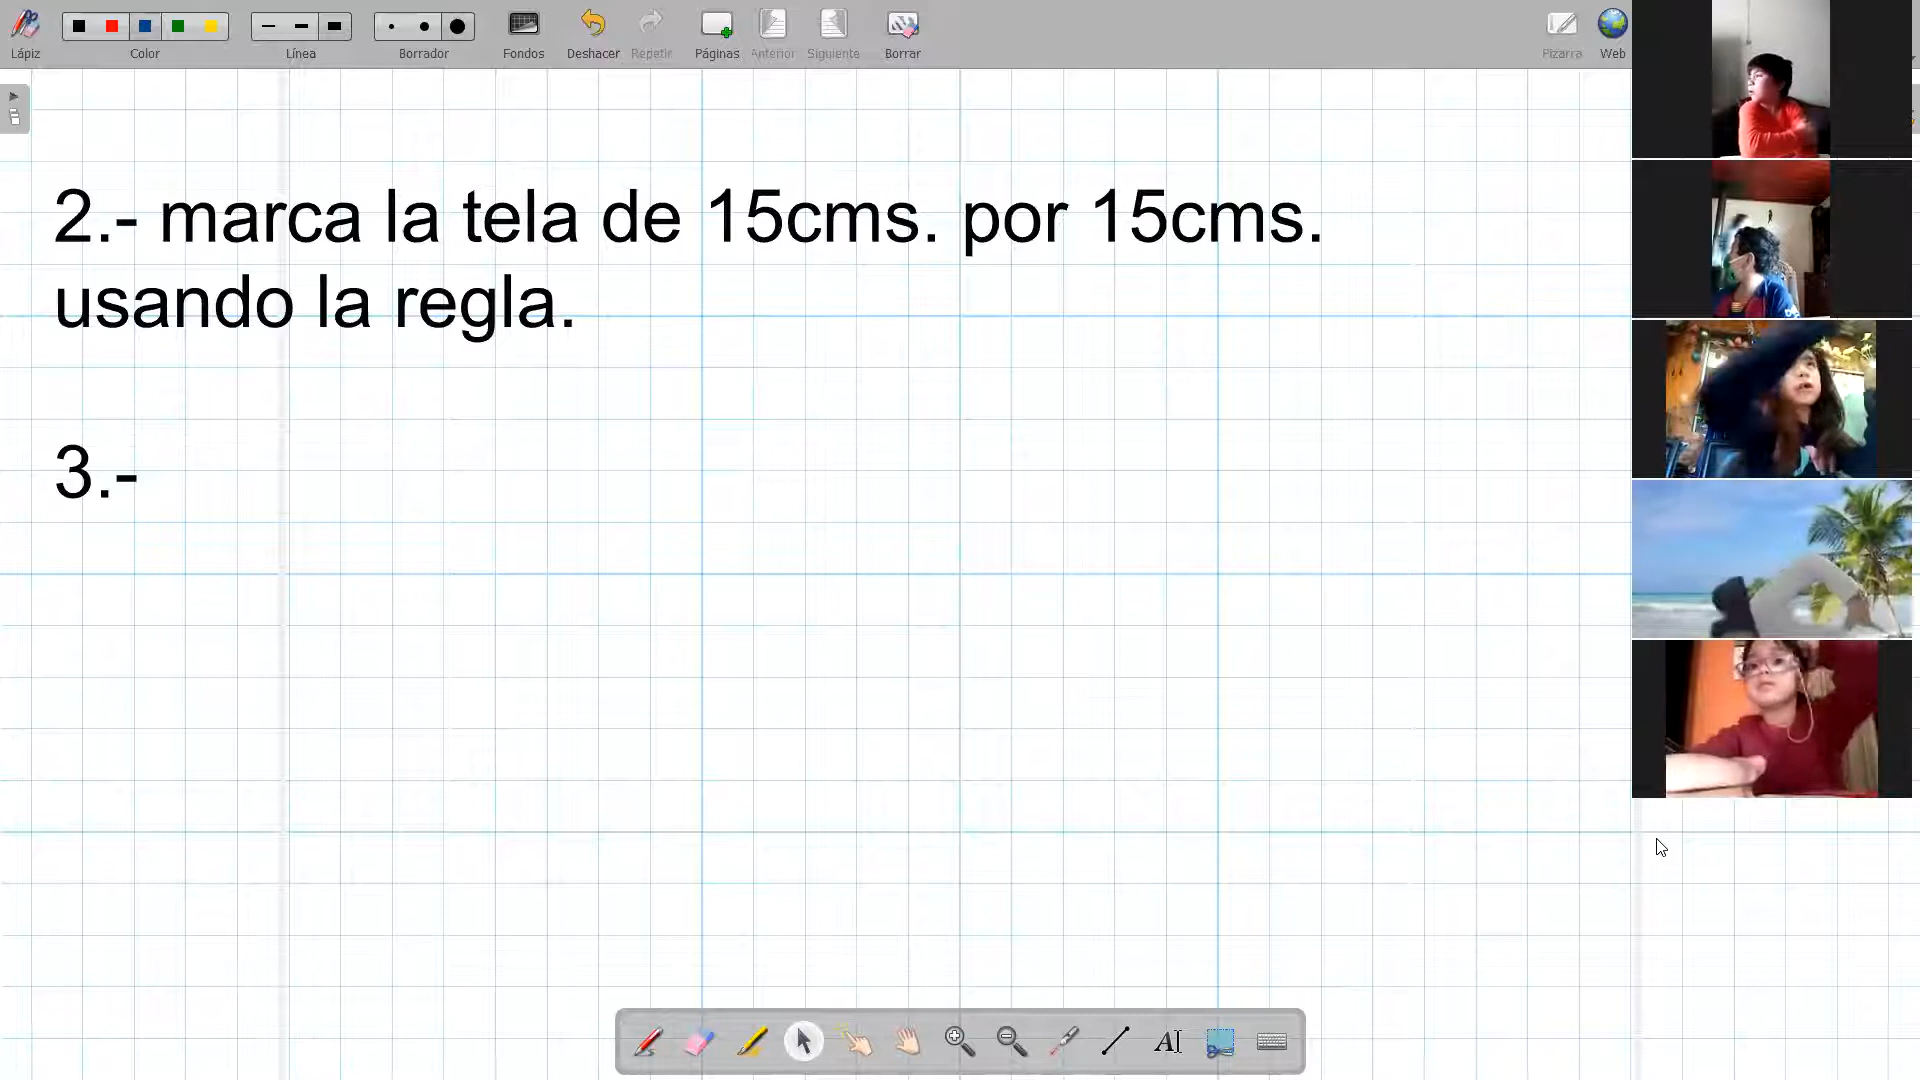 Lápiz Color Línea Borrador Fondos Deshacer Repetir Páginas Anterior Siguiente Borrar Pizarra Web
2.- marca la tela de 15cms. por 15cms.
usando la regla.
3.-